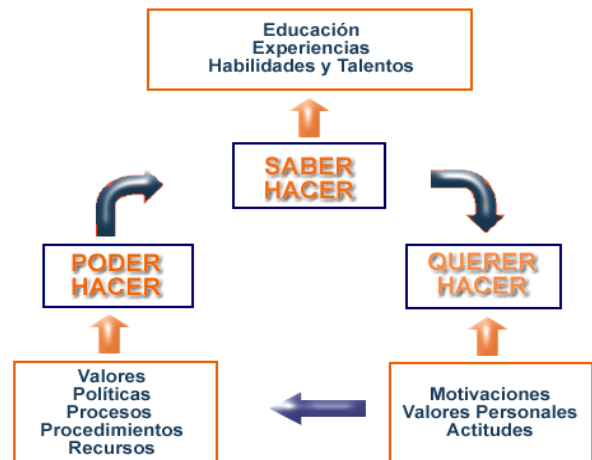 Educación
Experiencias
Habilidades y Talentos
SABER
HACER
PODER
HACER
QUERER
HACER
Valores
Políticas
Procesos
Procedimientos
Recursos
Motivaciones
Valores Personales
Actitudes